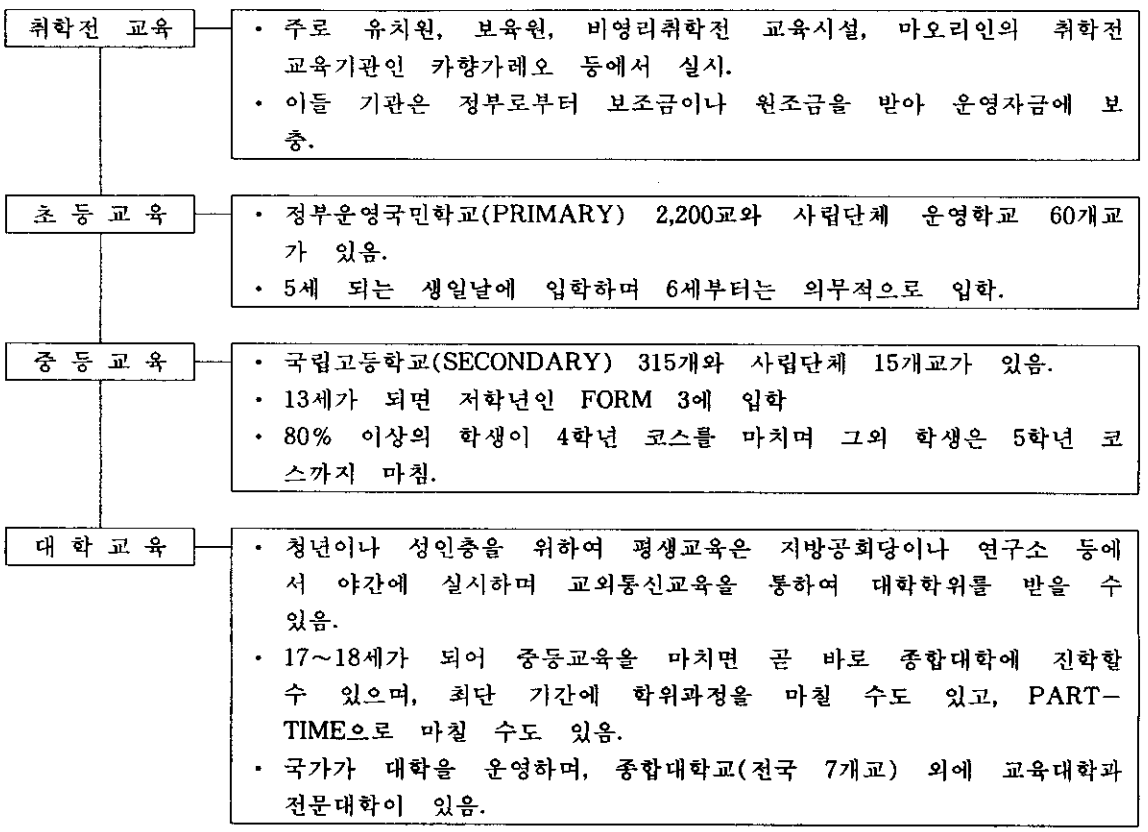 취학전 교육
· 주로 유치원, 보육원, 비영리취학전 교육시설, 마오리인의 취학전
교육기관인 카향가레오 등에서 실시.
· 이들 기관은 정부로부터 보조금이나 원조금을 받아 운영자금에 보
충.
초 등 교 육
· 정부운영국민학교(PRIMARY) 2,200교와 사립단체 운영학교 60개교
가 있음.
· 5세 되는 생일날에 입학하며 6세부터는 의무적으로 입학.
중 등 교 육
· 국립고등학교(SECONDARY) 315개와 사립단체 15개교가 있음.
· 13세가 되면 저학년인 FORM 3에 입학
· 80% 이상의 학생이 4학년 코스를 마치며 그외 학생은 5학년 코
스까지 마침.
대 학 교 육
· 청년이나 성인층을 위하여 평생교육은 지방공회당이나 연구소 등에
서 야간에 실시하며 교외통신교육을 통하여 대학학위를 받을 수
있음.
· 17~18세가 되어 중등교육을 마치면 곧 바로 종합대학에 진학할
수 있으며, 최단 기간에 학위과정을 마칠 수도 있고, PART-
TIME으로 마칠 수도 있음.
· 국가가 대학을 운영하며, 종합대학교(전국 7개교) 외에 교육대학과
전문대학이 있음.